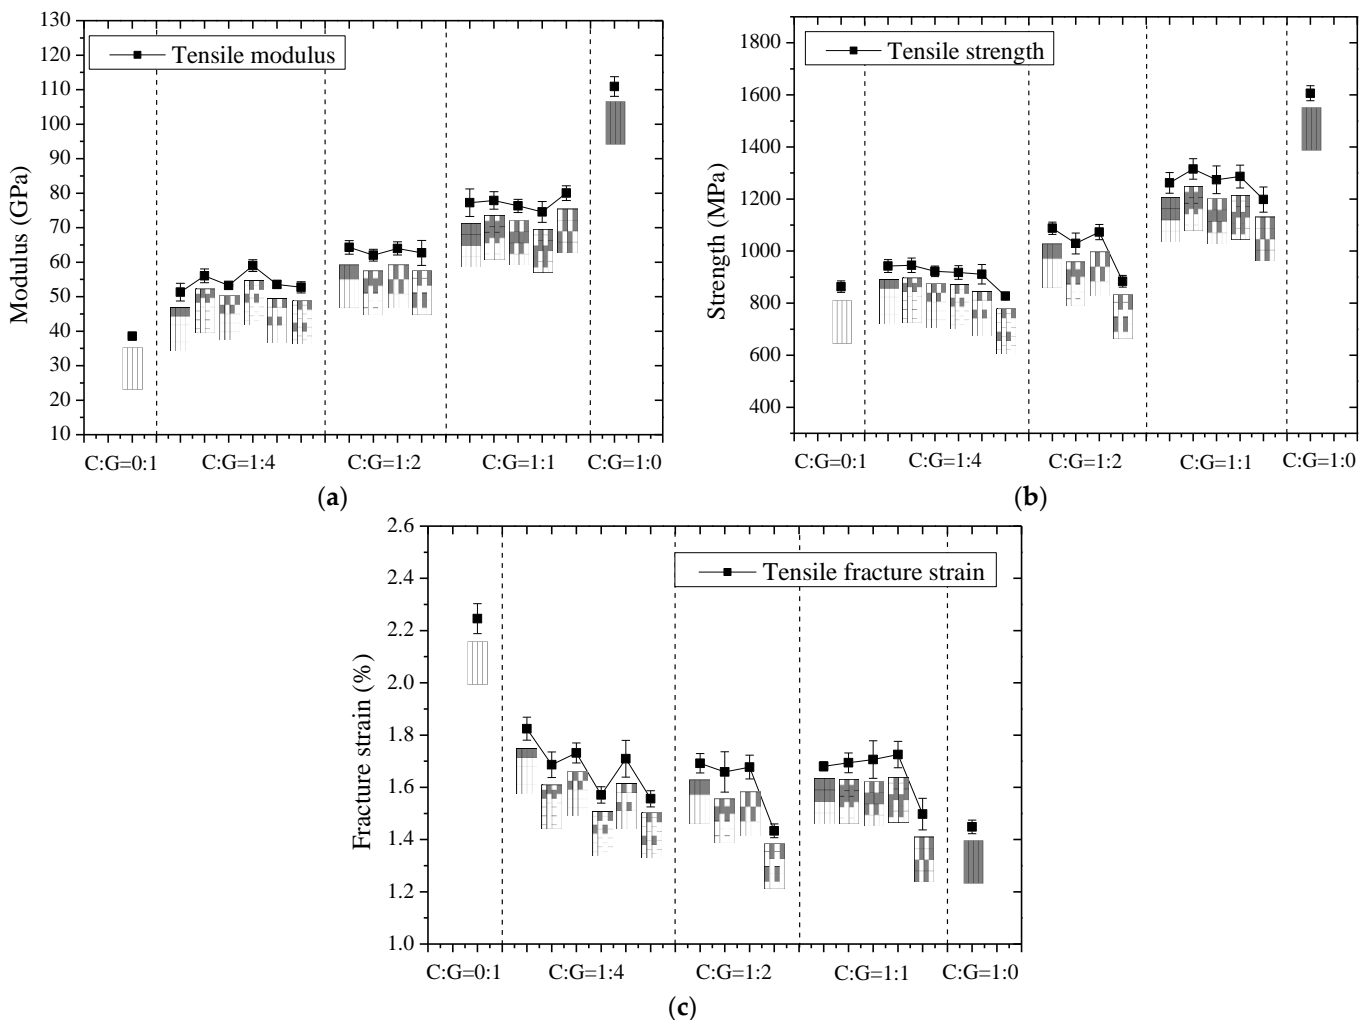 130
120
110
100
90
80
70
60
50
40
30
20
10
Modulus (GPa)
Tensile modulus
C:G=0:1 C:G=1:4 C:G=1:2 C:G=1:1 C:G=1:0
(a)
1800
1600
1400
1200
1000
800
600
400
Strength (MPa)
Tensile strength
C:G=0:1 C:G=1:4 C:G=1:2 C:G=1:1 C:G=1:0
(b)
2.6
2.4
2.2
2.0
1.8
1.6
1.4
1.2
1.0
Fracture strain (%)
Tensile fracture strain
C:G=0:1 C:G=1:4 C:G=1:2 C:G=1:1 C:G=1:0
(c)